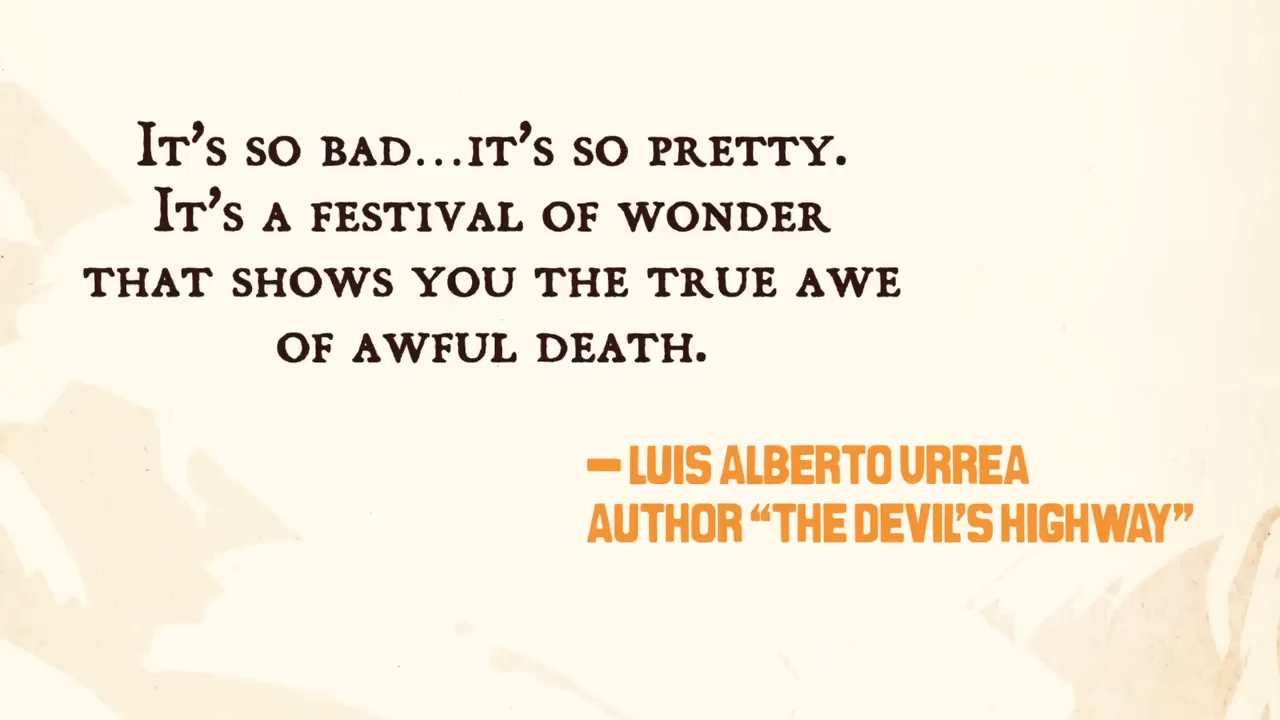 It's so bad...it's so pretty.
It's a festival of wonder
that shows you the true awe
of awful death.
— LUIS ALBERTO URREA
AUTHOR “THE DEVIL'S HIGHWAY”